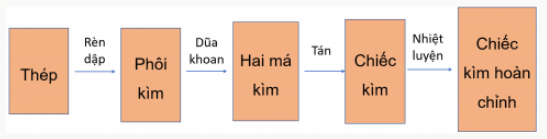 Thép
Rèn
dập
Phôi
kìm
Dũa
khoan
Hai má
kìm
Tán
Chiếc
kìm
Nhiệt
luyện
Chiếc
kìm hoàn
chỉnh